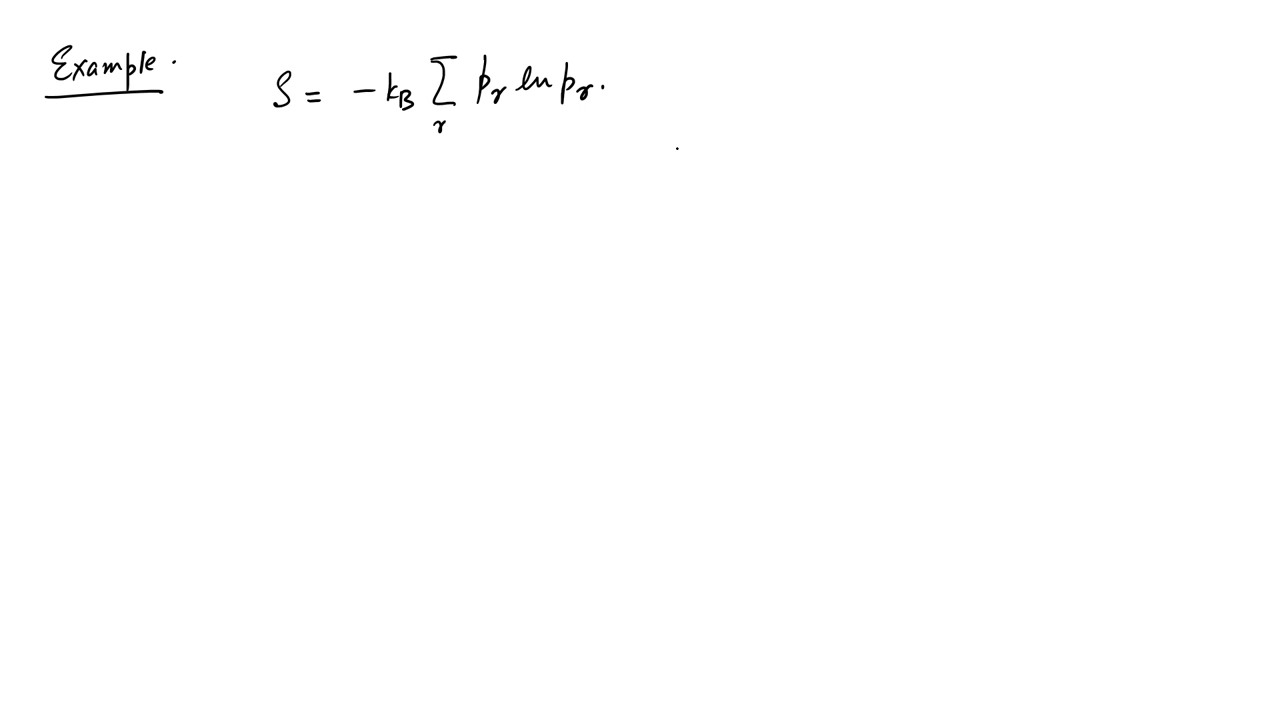 Example.
S = - k_B ∑_r p_r ln p_r.